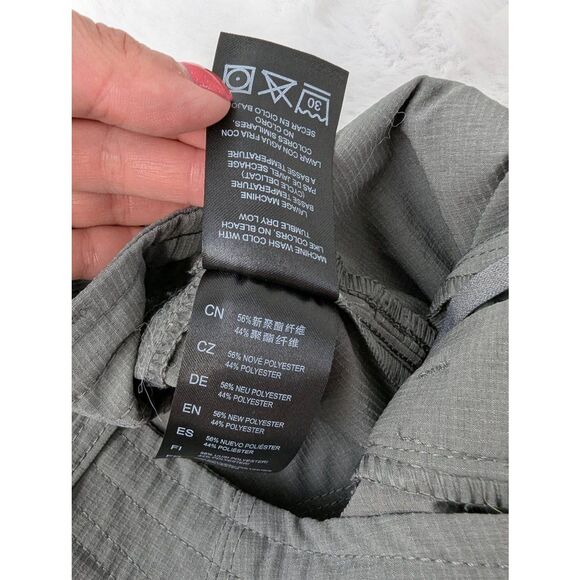 MACHINE WASH COLD WITH
LIKE COLORS, NO BLEACH
TUMBLE DRY LOW
LAVAGE MACHINE
BASSE TEMPERATURE
(CYCLE DELICAT)
PAS DE JAVEL SECHAGE
A BASSE TEMPERATURE
LAVAR CON AGUA FRIA CON
COLORES SIMILARES
NO CLORO
SECAR EN CICLO BAJO
30
CN 56%新聚酯纤维
44%聚酯纤维
CZ 56% NOVÉ POLYESTER
44% POLYESTER
DE 56% NEU POLYESTER
44% POLYESTER
EN 56% NEW POLYESTER
44% POLYESTER
ES 56% NUEVO POLIÉSTER
44% POLIÉSTER
FI